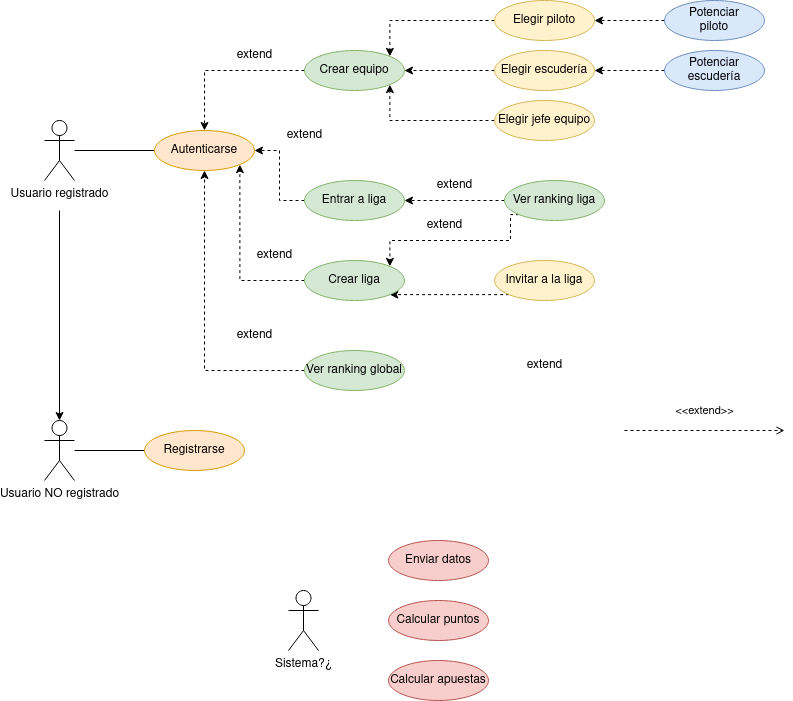 Elegir piloto
Potenciar
piloto
extend
Crear equipo
Elegir escudería
Potenciar
escudería
Elegir jefe equipo
extend
Autenticarse
Usuario registrado
extend
Entrar a liga
Ver ranking liga
extend
extend
Crear liga
Invitar a la liga
extend
Ver ranking global
extend
<<extend>>
Registrarse
Usuario NO registrado
Enviar datos
Calcular puntos
Sistema?¿
Calcular apuestas